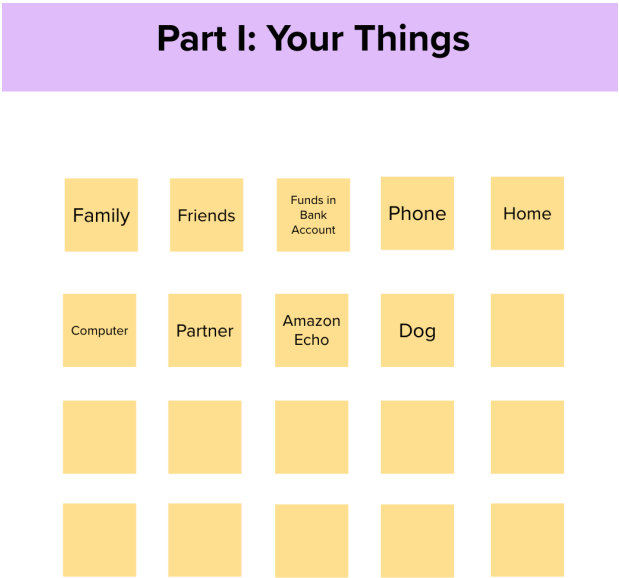 Part I: Your Things
Family
Friends
Funds in
Bank
Account
Phone
Home
Computer
Partner
Amazon
Echo
Dog